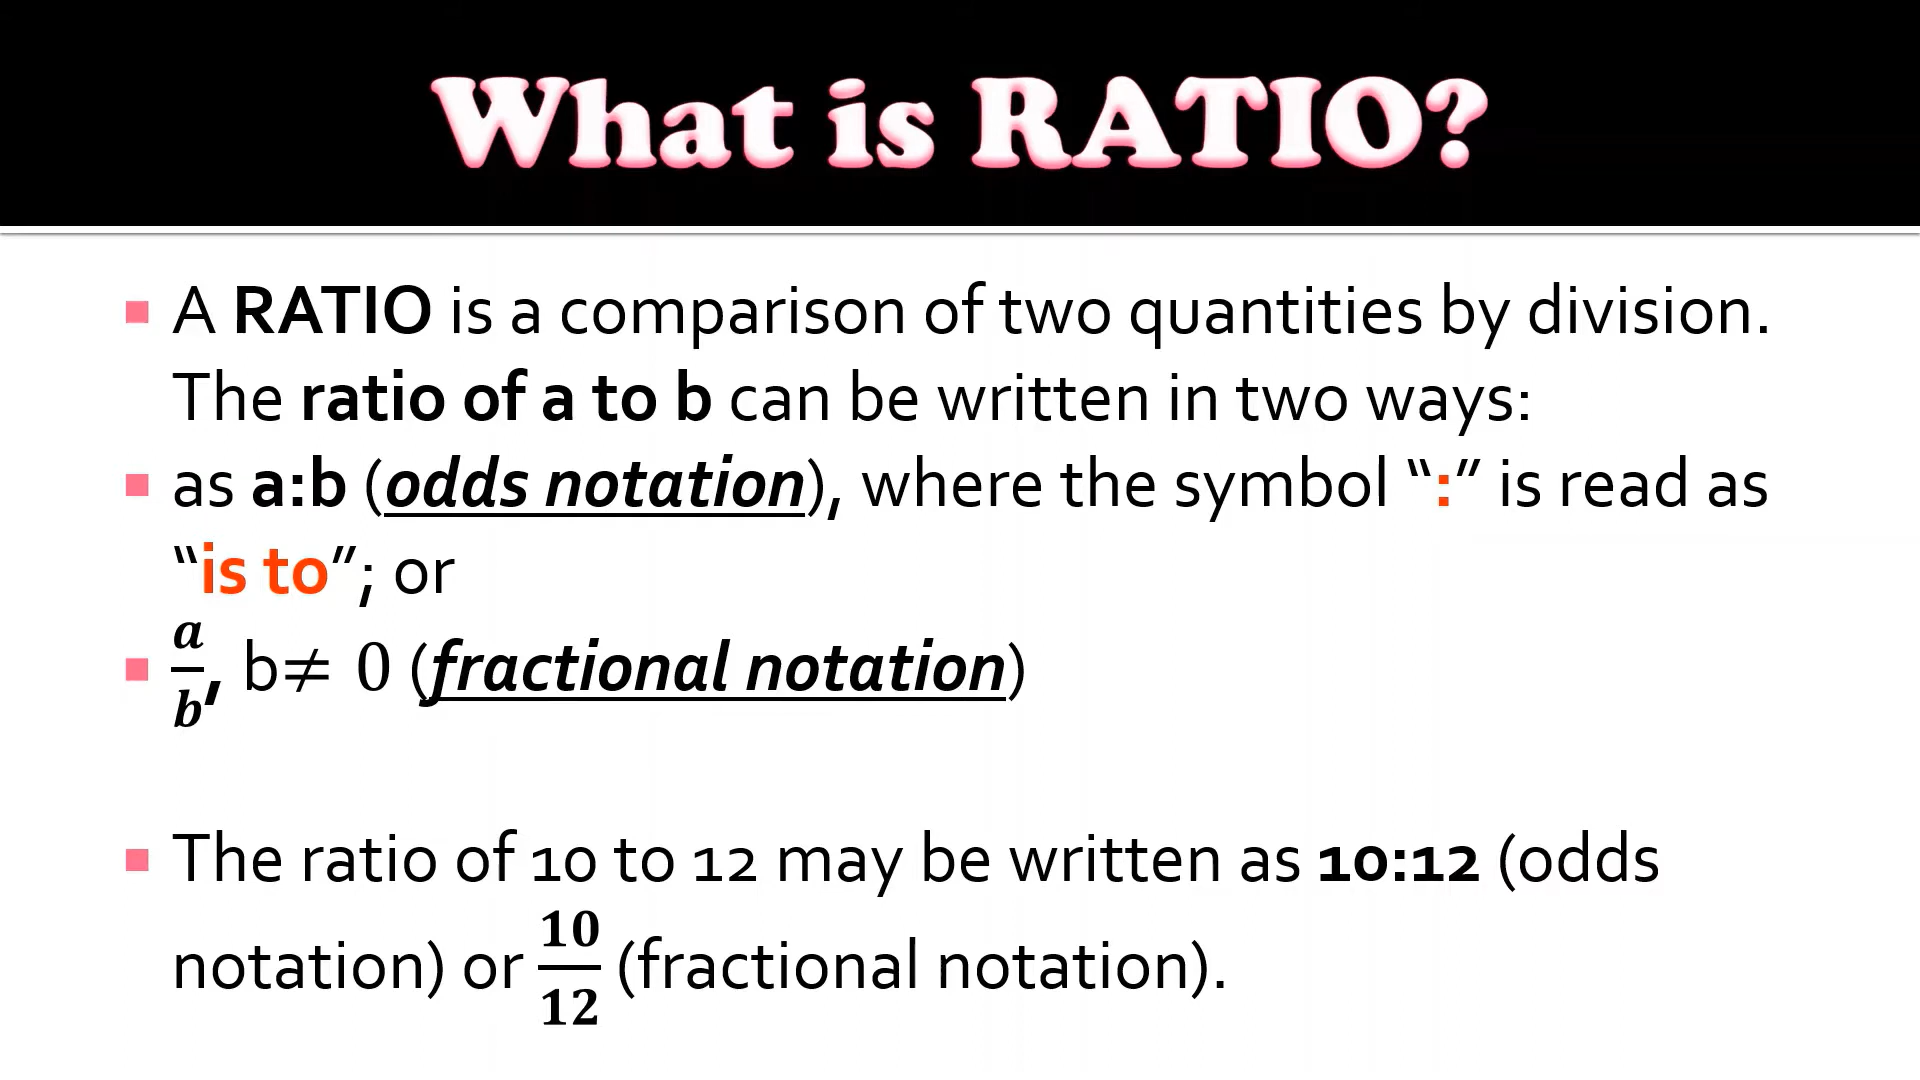 What is RATIO?
A RATIO is a comparison of two quantities by division.
The ratio of a to b can be written in two ways:
as a:b (odds notation), where the symbol “:” is read as
“is to”; or
a/b, b≠ 0 (fractional notation)
The ratio of 10 to 12 may be written as 10:12 (odds
notation) or 10/12 (fractional notation).